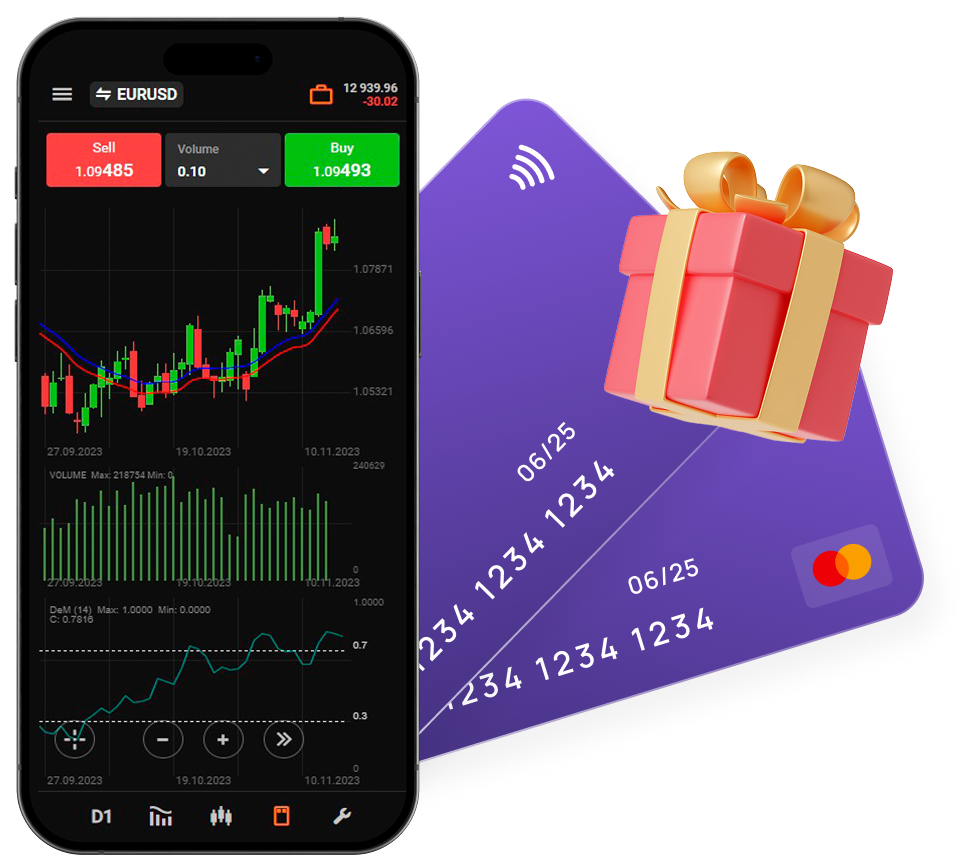 EURUSD
12 939.96
-30.02
Sell
1.09485
Volume
0.10
Buy
1.09493
1.07871
1.06596
1.05321
27.09.2023 19.10.2023 10.11.2023
240629
VOLUME Max: 218754 Min: 0
0
27.09.2023 19.10.2023 10.11.2023
1.0000
DeM (14) Max: 1.0000 Min: 0.0000
C: 0.7816
0.7
0.3
0
27.09.2023 19.10.2023 10.11.2023
D1
06/25
1234 1234 1234
06/25
1234 1234 1234